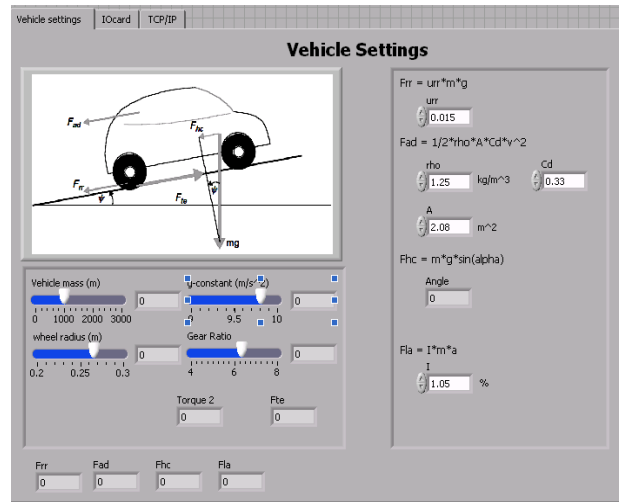 Vehicle settings IOcard TCP/IP
Vehicle Settings
Fad
Fhc
Frr
ψ
Fte
ψ
mg
Vehicle mass (m)
0
0 1000 2000 3000
g-constant (m/s^2)
0
9 9.5 10
wheel radius (m)
0
0.2 0.25 0.3
Gear Ratio
0
4 6 8
Torque 2
0
Fte
0
Frr Fad Fhc Fla
0 0 0 0
Frr = urr*m*g
urr
0.015
Fad = 1/2*rho*A*Cd*v^2
rho Cd
1.25 kg/m^3 0.33
A
2.08 m^2
Fhc = m*g*sin(alpha)
Angle
0
Fla = I*m*a
I
1.05 %